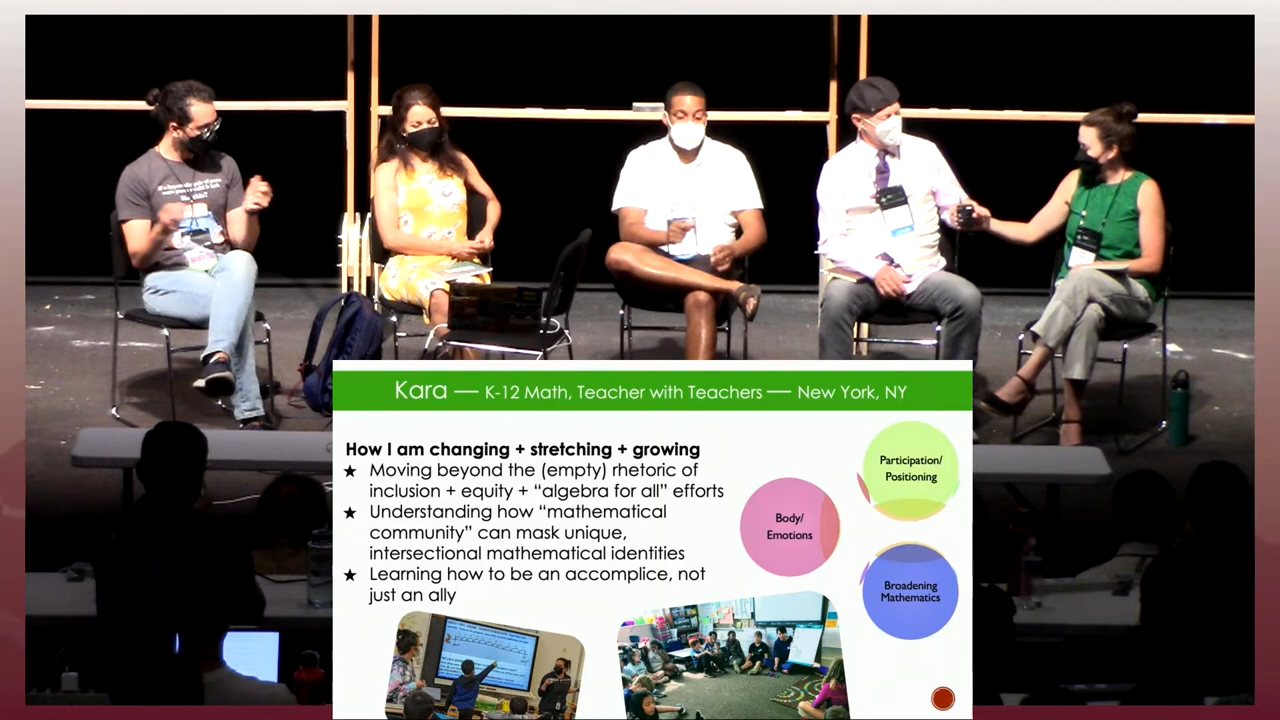 Kara — K-12 Math, Teacher with Teachers — New York, NY
How I am changing + stretching + growing
★ Moving beyond the (empty) rhetoric of
inclusion + equity + “algebra for all” efforts
★ Understanding how “mathematical
community” can mask unique,
intersectional mathematical identities
★ Learning how to be an accomplice, not
just an ally
Body/
Emotions
Participation/
Positioning
Broadening
Mathematics